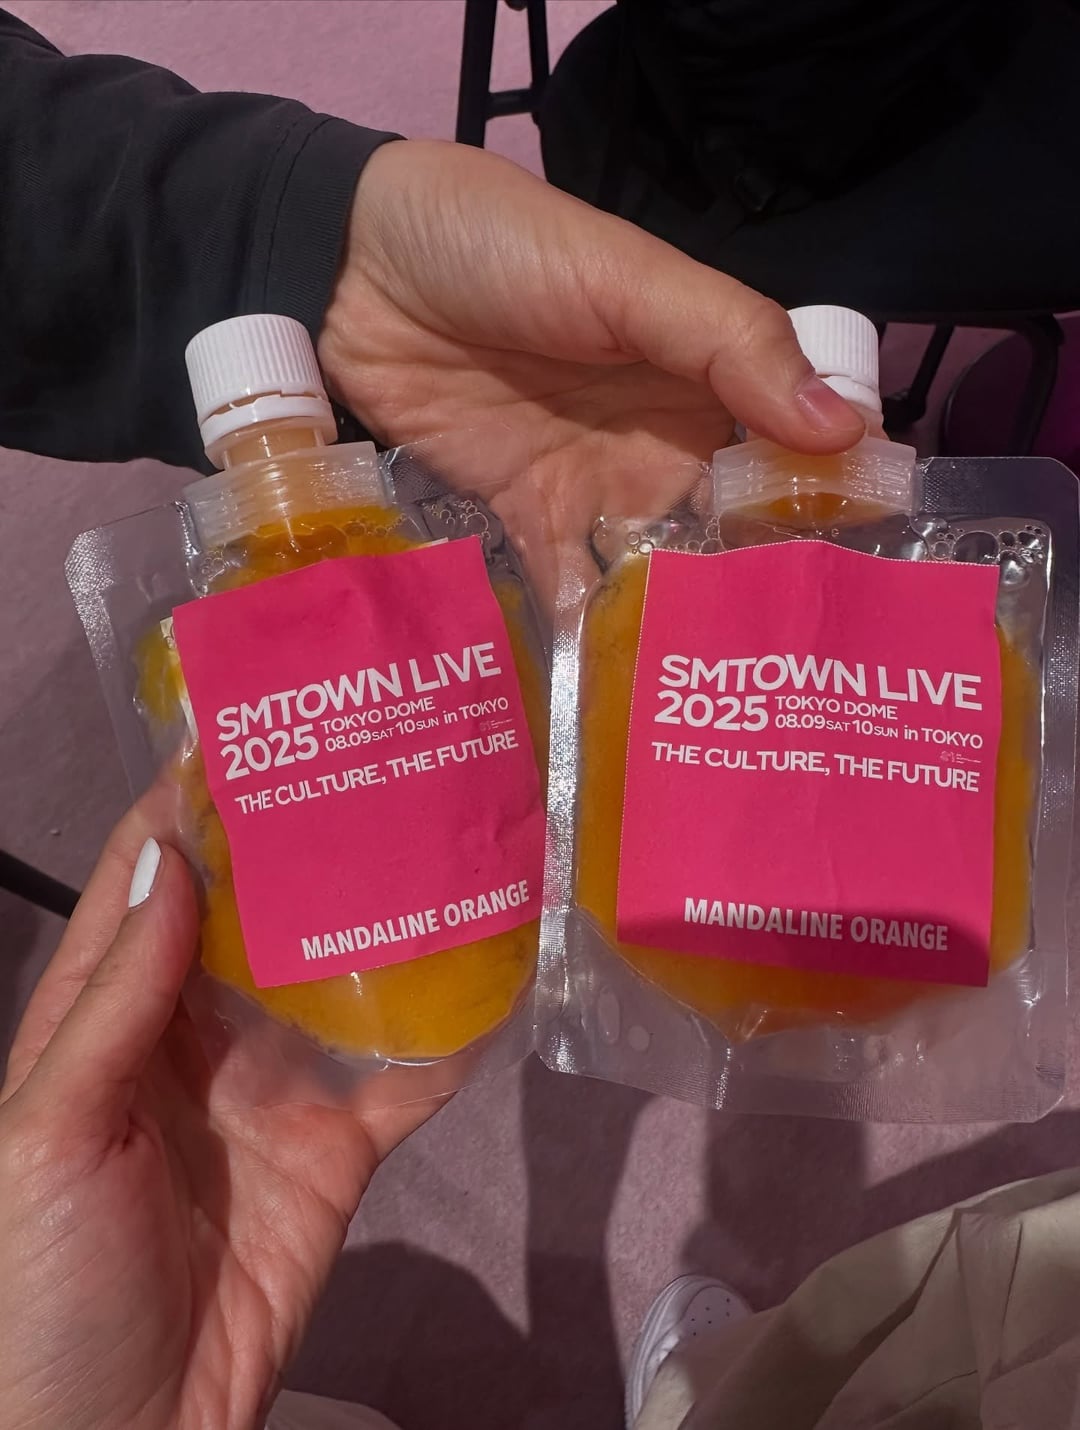 SMTOWN LIVE
2025 TOKYO DOME
08.09SAT 10SUN in TOKYO
THE CULTURE, THE FUTURE
MANDALINE ORANGE
SMTOWN LIVE
2025 TOKYO DOME
08.09SAT 10SUN in TOKYO
THE CULTURE, THE FUTURE
MANDALINE ORANGE